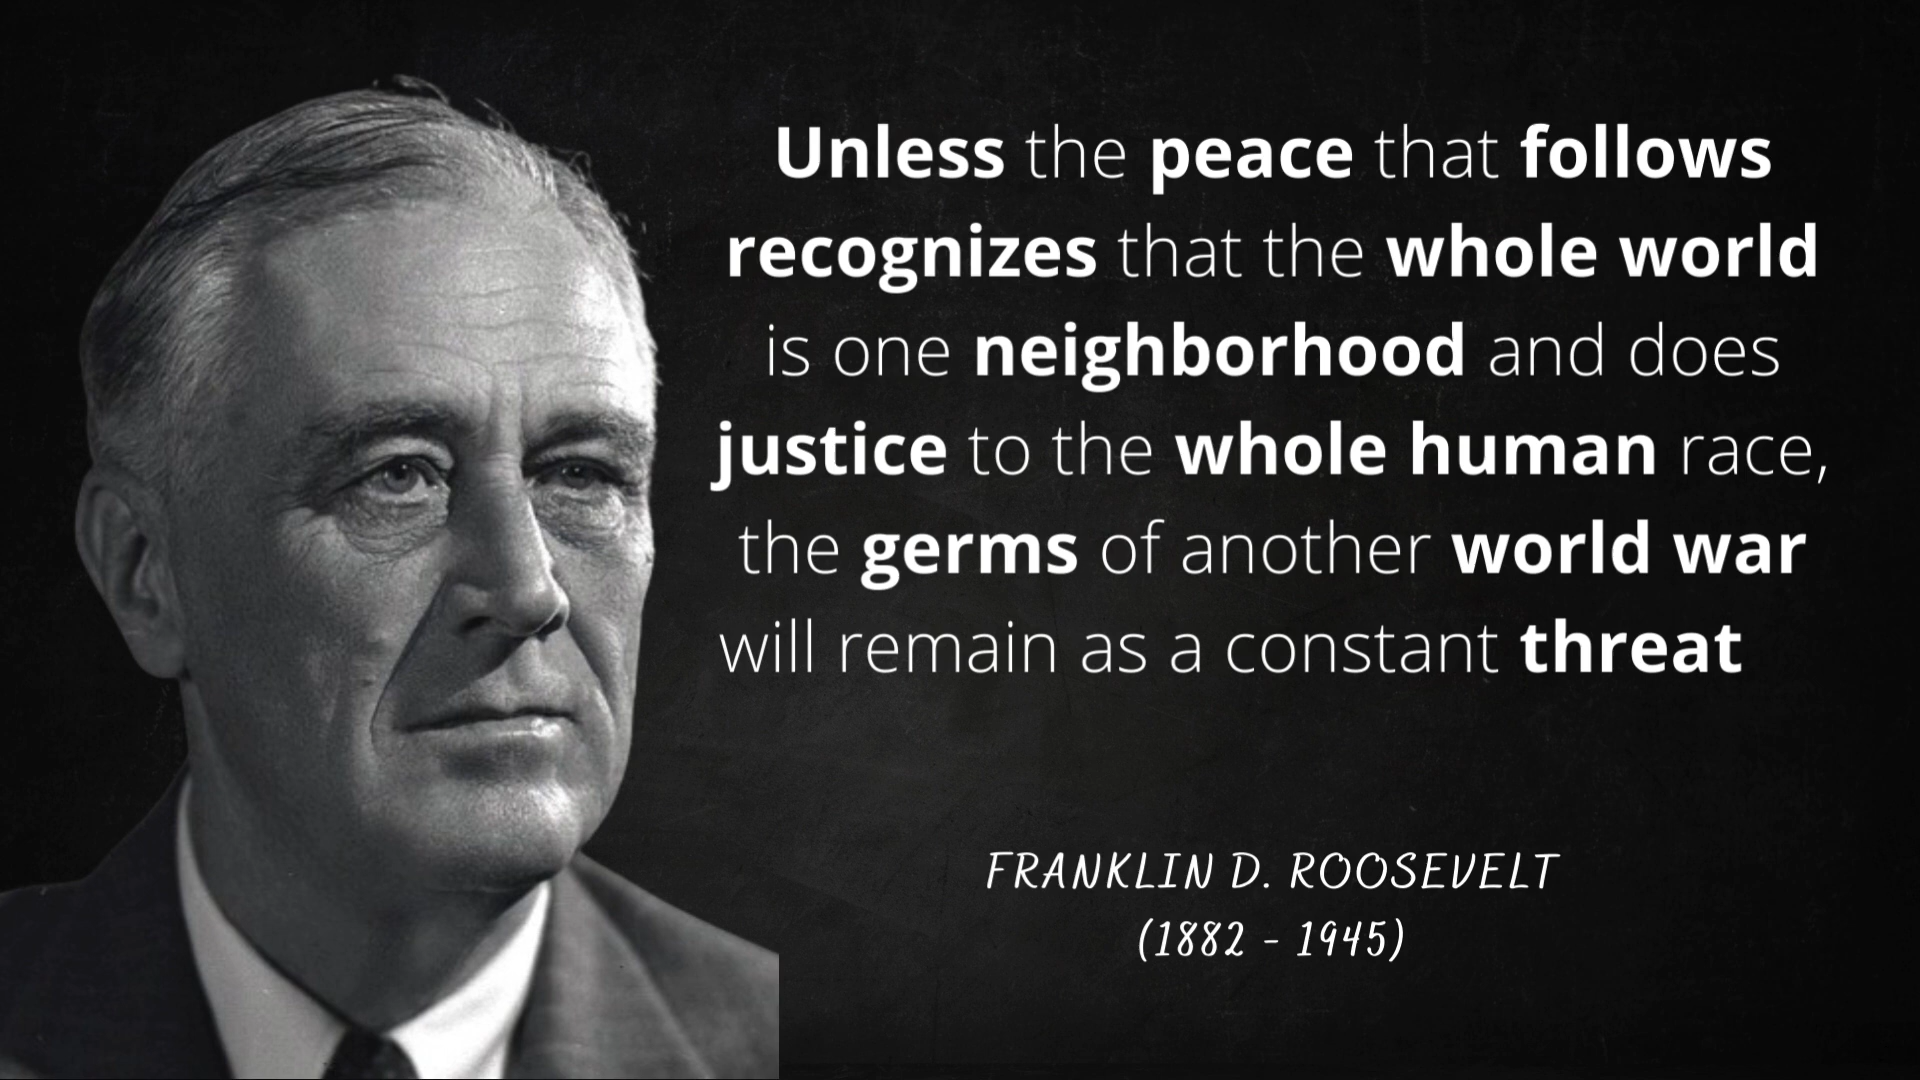 Unless the peace that follows
recognizes that the whole world
is one neighborhood and does
justice to the whole human race,
the germs of another world war
will remain as a constant threat
FRANKLIN D. ROOSEVELT
(1882 - 1945)